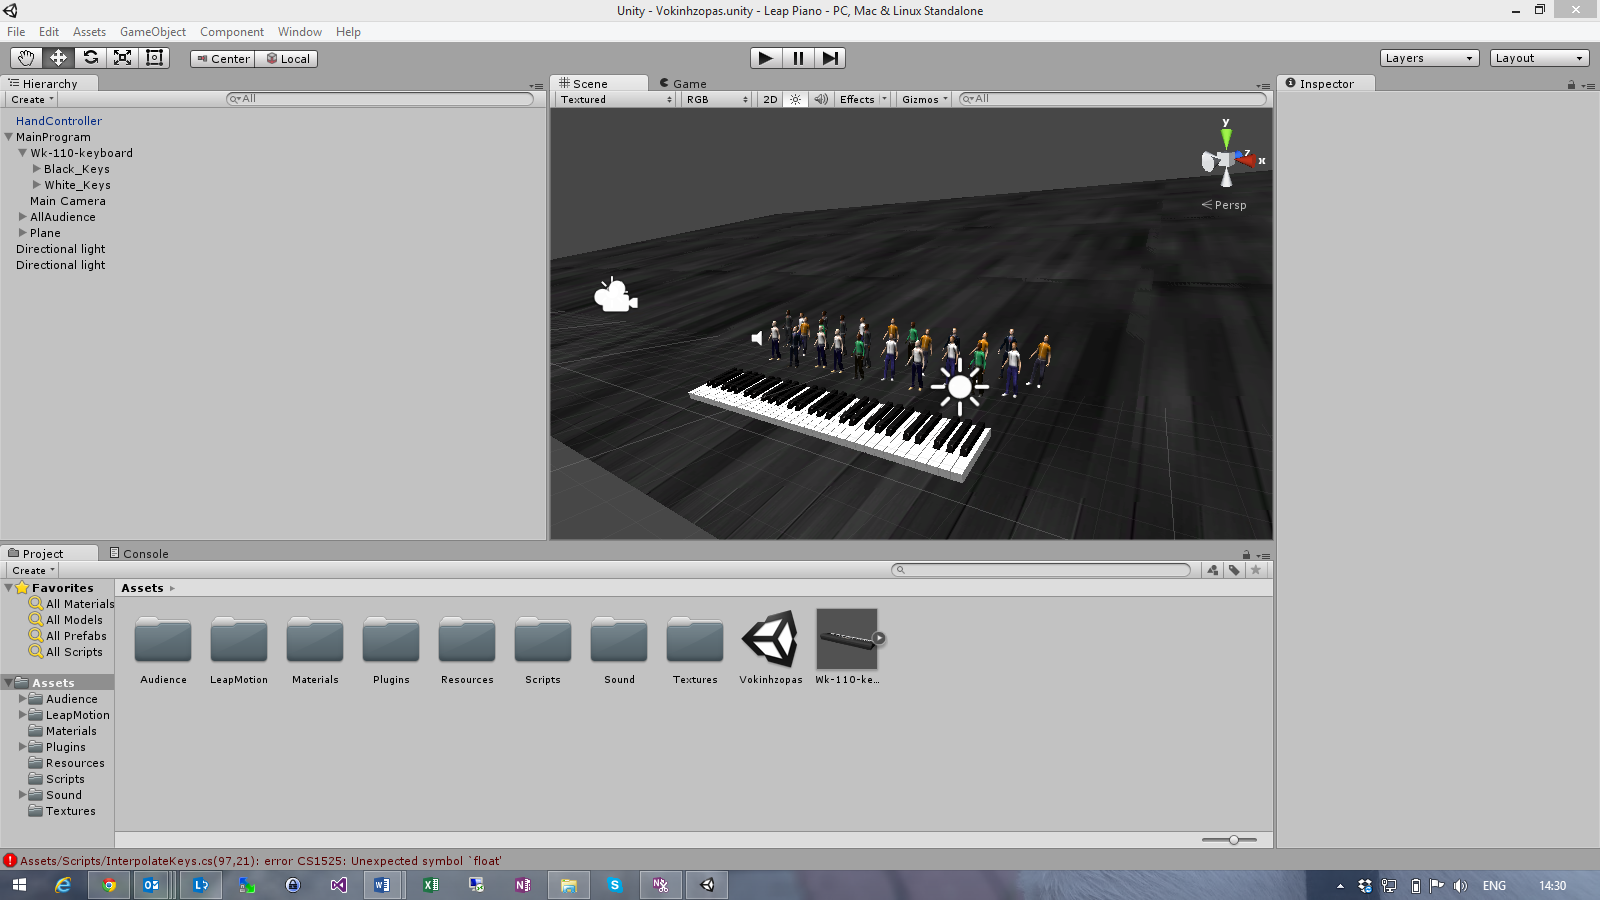 Unity - Vokinhzopas.unity - Leap Piano - PC, Mac & Linux Standalone
File Edit Assets GameObject Component Window Help
Center Local Layers Layout
Hierarchy
Create All
HandController
MainProgram
Wk-110-keyboard
Black_Keys
White_Keys
Main Camera
AllAudience
Plane
Directional light
Directional light
Scene Game
Textured RGB 2D Effects Gizmos All
y
z
x
Persp
Inspector
Project Console
Create
Favorites
All Materials
All Models
All Prefabs
All Scripts
Assets
Audience
LeapMotion
Materials
Plugins
Resources
Scripts
Sound
Textures
Assets
Audience LeapMotion Materials Plugins Resources Scripts Sound Textures Vokinhzopas Wk-110-ke...
Assets/Scripts/InterpolateKeys.cs(97,21): error CS1525: Unexpected symbol `float'
ENG 14:30